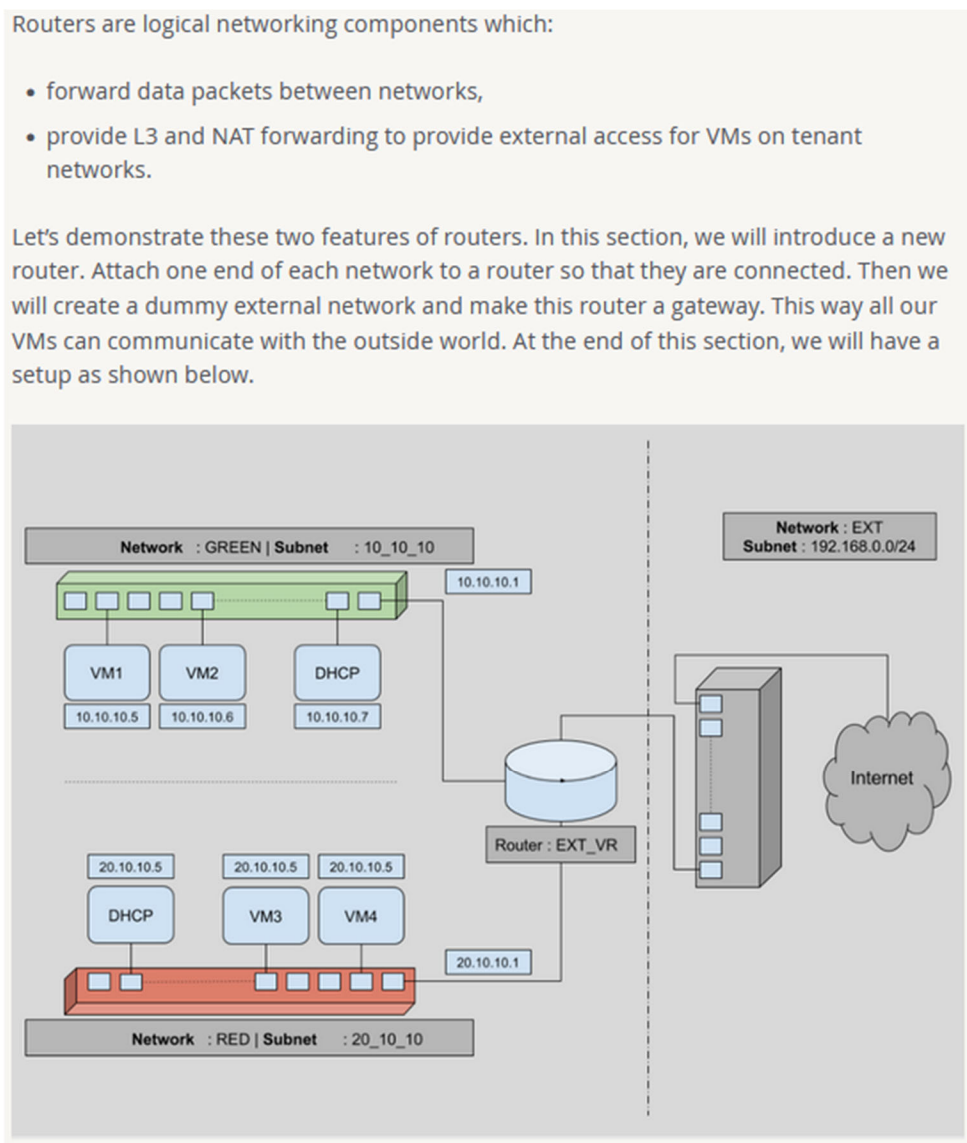 Routers are logical networking components which:
• forward data packets between networks,
• provide L3 and NAT forwarding to provide external access for VMs on tenant
networks.
Let’s demonstrate these two features of routers. In this section, we will introduce a new
router. Attach one end of each network to a router so that they are connected. Then we
will create a dummy external network and make this router a gateway. This way all our
VMs can communicate with the outside world. At the end of this section, we will have a
setup as shown below.
Network : GREEN | Subnet : 10_10_10
10.10.10.1
VM1
VM2
DHCP
10.10.10.5
10.10.10.6
10.10.10.7
Network : EXT
Subnet : 192.168.0.0/24
Internet
Router : EXT_VR
20.10.10.5
20.10.10.5
20.10.10.5
DHCP
VM3
VM4
20.10.10.1
Network : RED | Subnet : 20_10_10